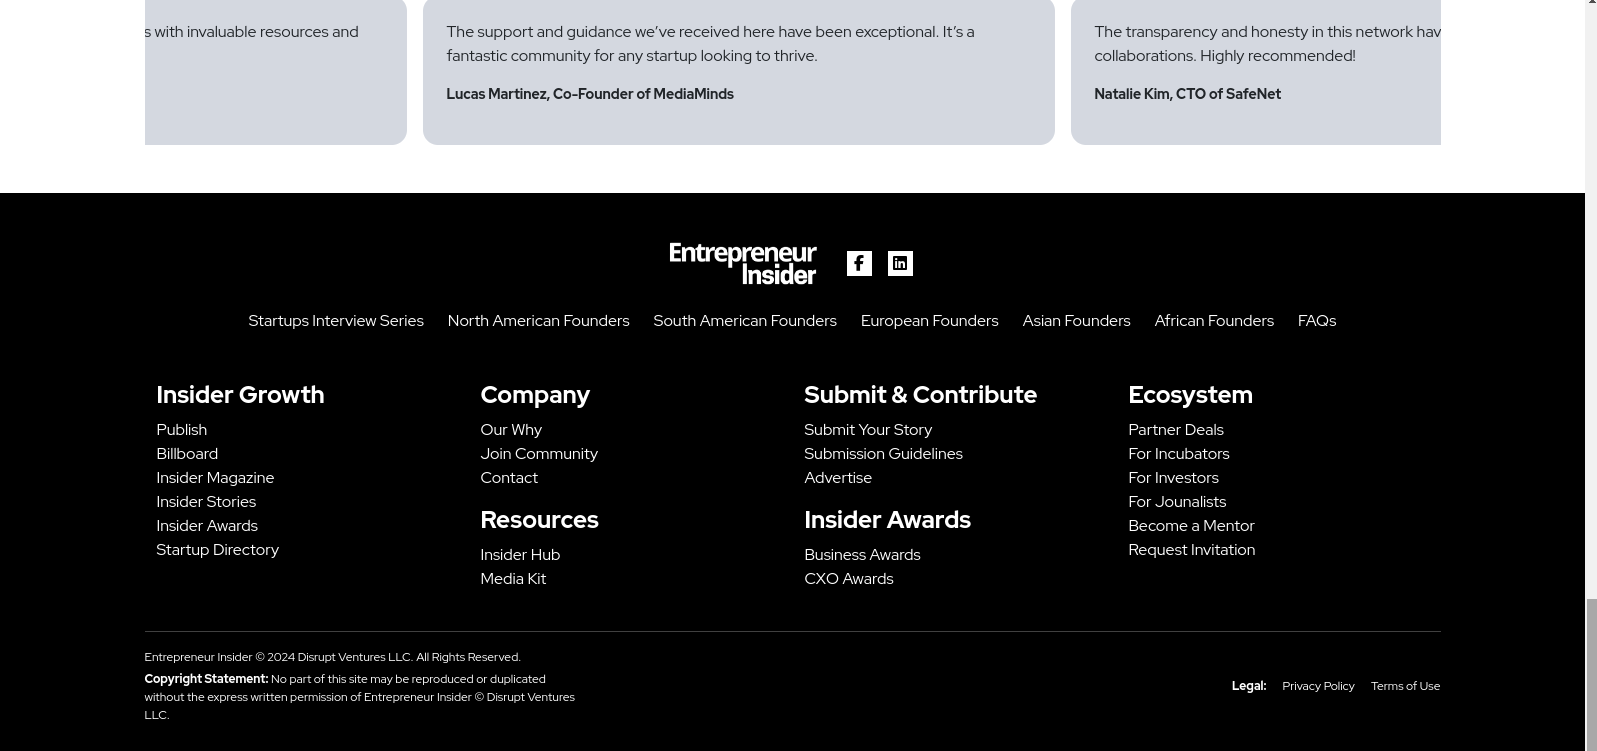 s with invaluable resources and
The support and guidance we've received here have been exceptional. It's a
fantastic community for any startup looking to thrive.
Lucas Martinez, Co-Founder of MediaMinds
The transparency and honesty in this network hav
collaborations. Highly recommended!
Natalie Kim, CTO of SafeNet
Entrepreneur
Insider
Startups Interview Series North American Founders South American Founders European Founders Asian Founders African Founders FAQs
Insider Growth
Publish
Billboard
Insider Magazine
Insider Stories
Insider Awards
Startup Directory
Company
Our Why
Join Community
Contact
Resources
Insider Hub
Media Kit
Submit & Contribute
Submit Your Story
Submission Guidelines
Advertise
Insider Awards
Business Awards
CXO Awards
Ecosystem
Partner Deals
For Incubators
For Investors
For Jounalists
Become a Mentor
Request Invitation
Entrepreneur Insider © 2024 Disrupt Ventures LLC. All Rights Reserved.
Copyright Statement: No part of this site may be reproduced or duplicated
without the express written permission of Entrepreneur Insider © Disrupt Ventures
LLC.
Legal: Privacy Policy Terms of Use